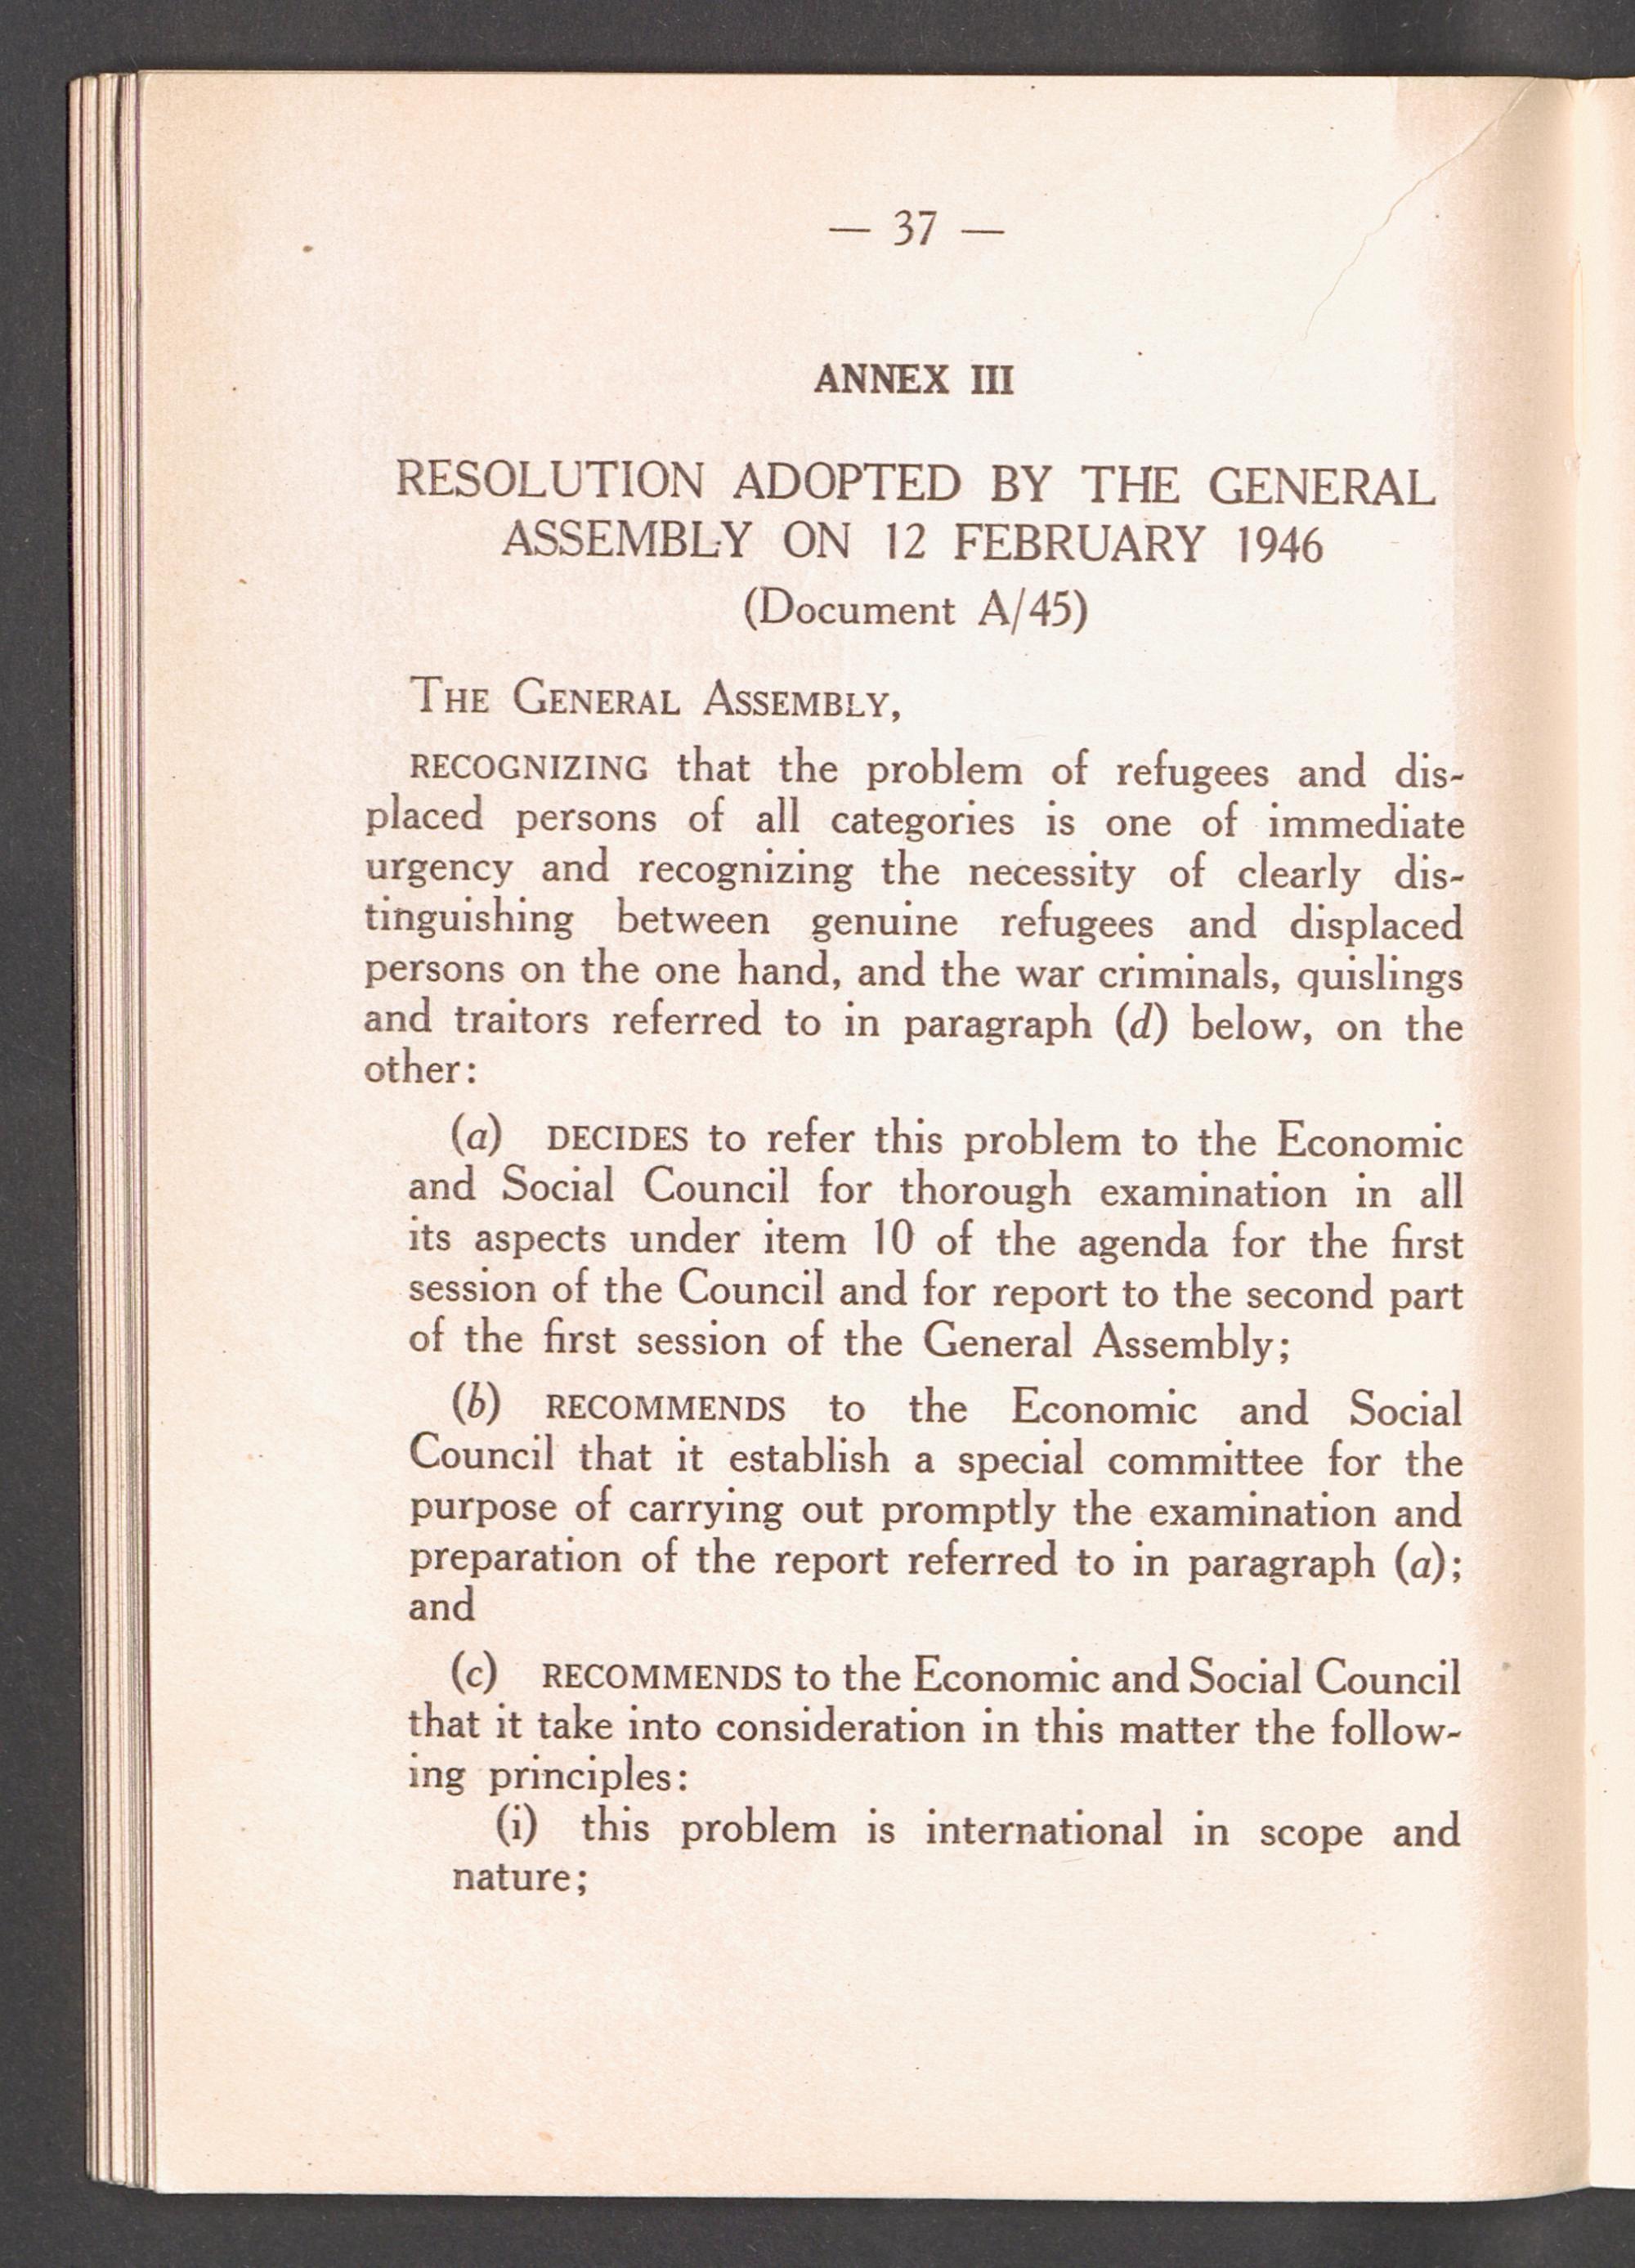 — 37 —
ANNEX III
RESOLUTION ADOPTED BY THE GENERAL
ASSEMBLY ON 12 FEBRUARY 1946
(Document A/45)
THE GENERAL ASSEMBLY,
RECOGNIZING that the problem of refugees and dis-
placed persons of all categories is one of immediate
urgency and recognizing the necessity of clearly dis-
tinguishing between genuine refugees and displaced
persons on the one hand, and the war criminals, quislings
and traitors referred to in paragraph (d) below, on the
other:
(a) DECIDES to refer this problem to the Economic
and Social Council for thorough examination in all
its aspects under item 10 of the agenda for the first
session of the Council and for report to the second part
of the first session of the General Assembly;
(b) RECOMMENDS to the Economic and Social
Council that it establish a special committee for the
purpose of carrying out promptly the examination and
preparation of the report referred to in paragraph (a);
and
(c) RECOMMENDS to the Economic and Social Council
that it take into consideration in this matter the follow-
ing principles:
(i) this problem is international in scope and
nature;